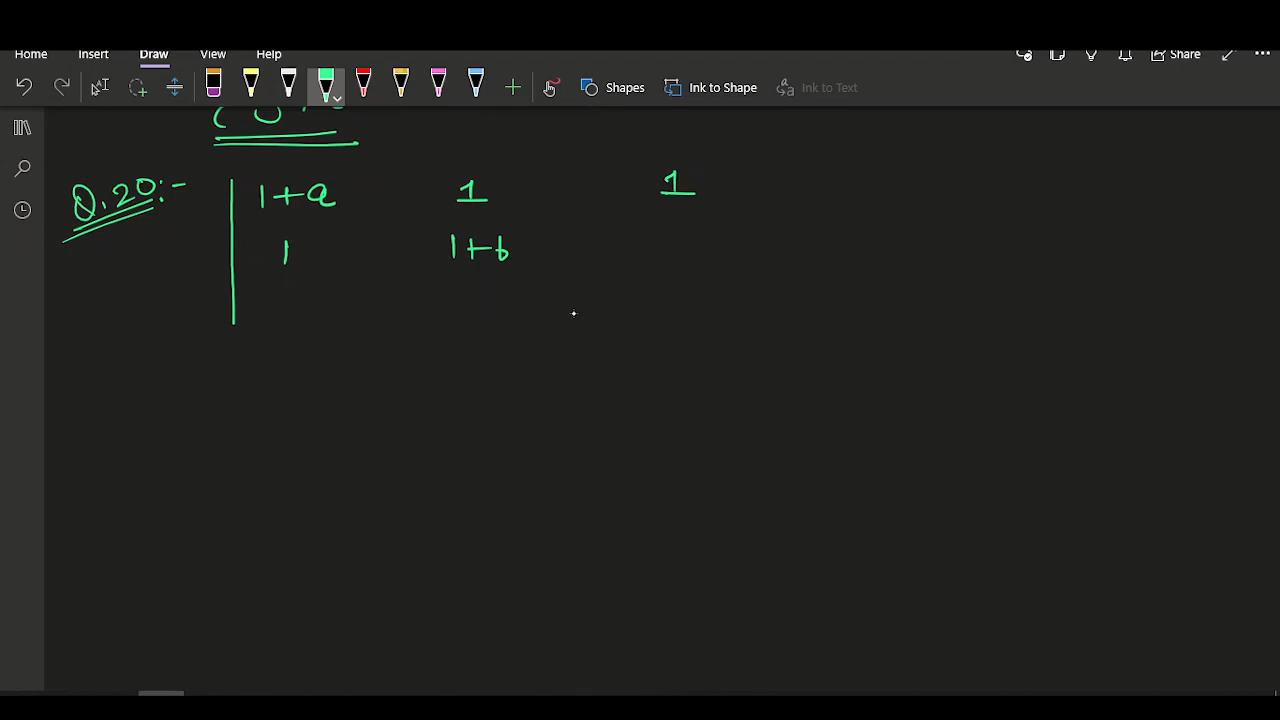 Home Insert Draw View Help Share
Shapes Ink to Shape Ink to Text
Q.20:- | 1+a 1 1
1 1+b